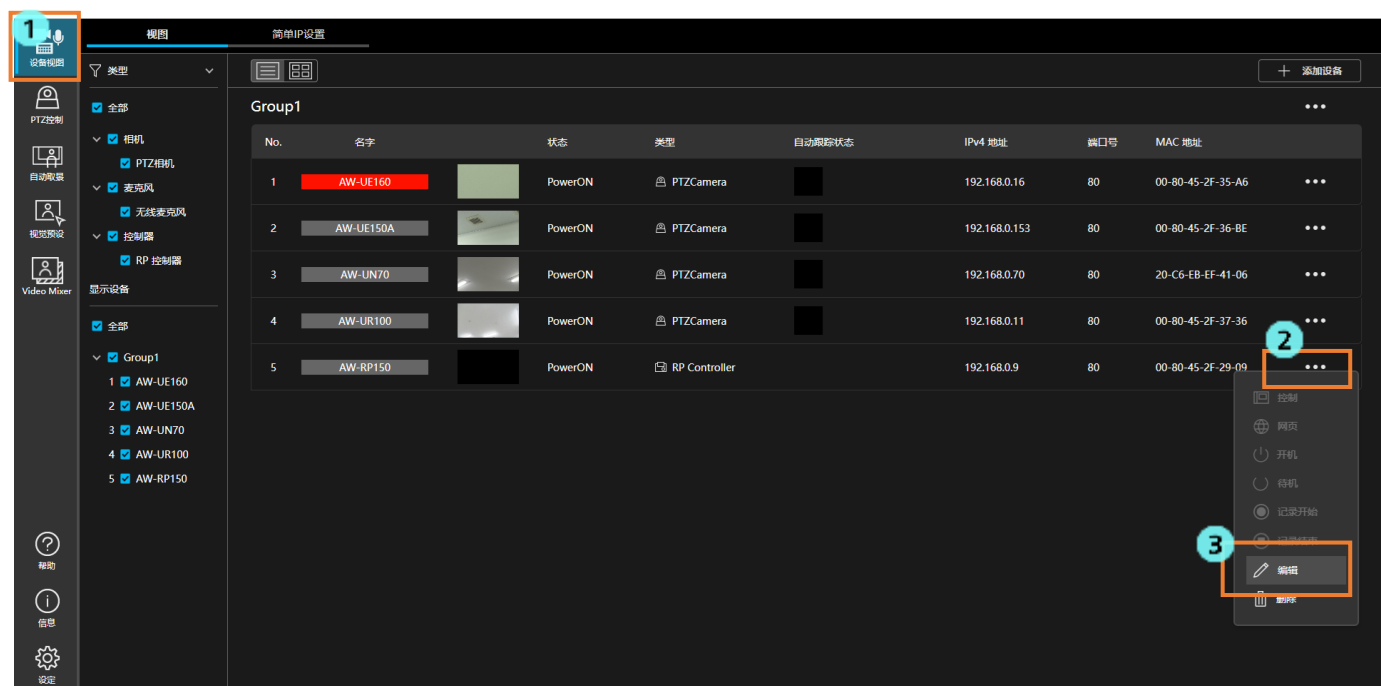 1
设备视图
PTZ控制
自动取景
视觉预设
Video Mixer
帮助
信息
设定
视图
简单IP设置
类型
全部
相机
PTZ相机
麦克风
无线麦克风
控制器
RP 控制器
显示设备
全部
Group1
1 AW-UE160
2 AW-UE150A
3 AW-UN70
4 AW-UR100
5 AW-RP150
添加设备
Group1
No. 名字 状态 类型 自动跟踪状态 IPv4 地址 端口号 MAC 地址
1 AW-UE160 PowerON PTZCamera 192.168.0.16 80 00-80-45-2F-35-A6
2 AW-UE150A PowerON PTZCamera 192.168.0.153 80 00-80-45-2F-36-BE
3 AW-UN70 PowerON PTZCamera 192.168.0.70 80 20-C6-EB-EF-41-06
4 AW-UR100 PowerON PTZCamera 192.168.0.11 80 00-80-45-2F-37-36
2
5 AW-RP150 PowerON RP Controller 192.168.0.9 80 00-80-45-2F-29-09
控制
网页
开机
待机
记录开始
3
记录结束
编辑
删除